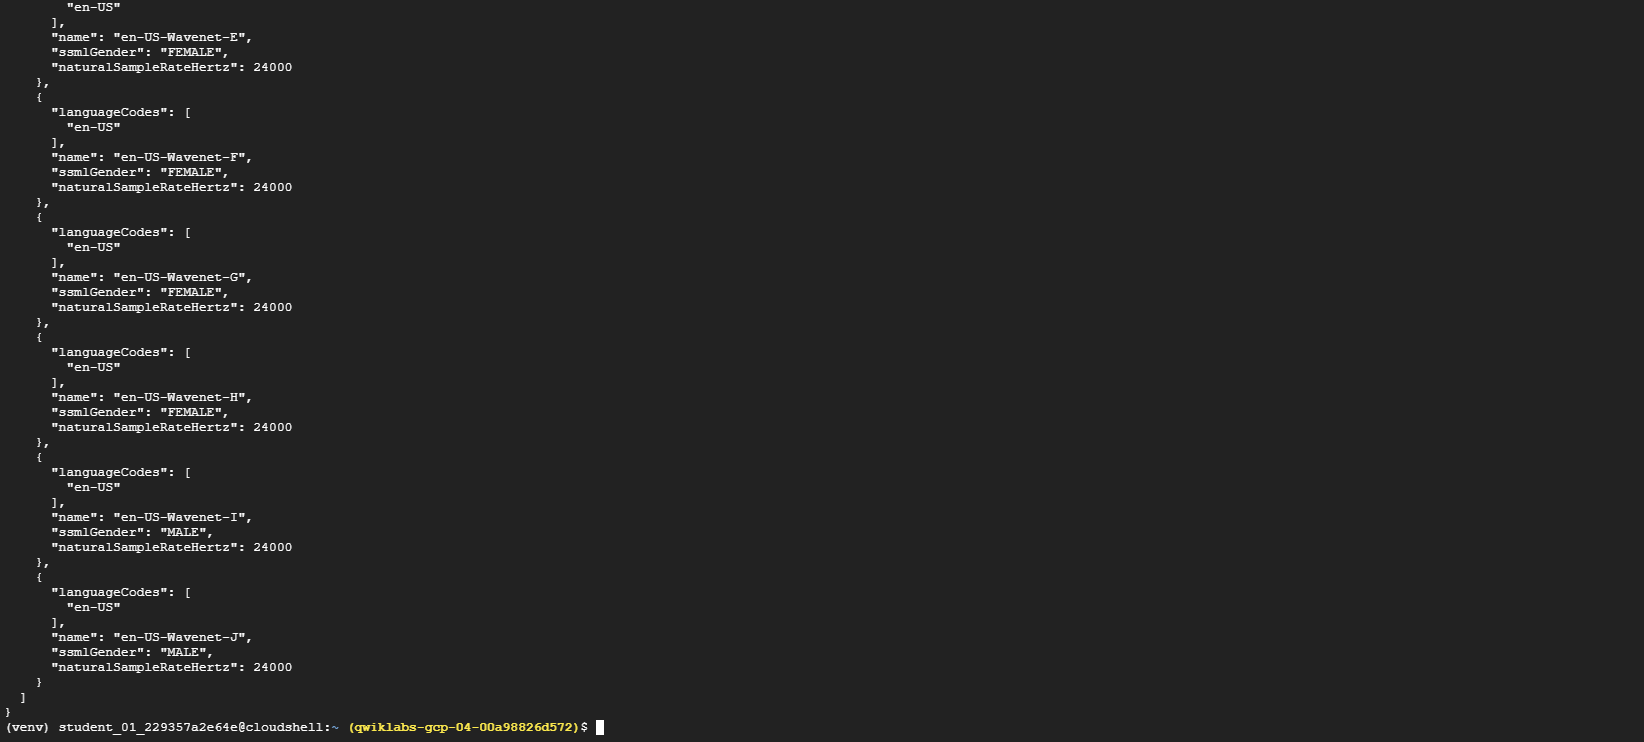 "en-US"
],
"name": "en-US-Wavenet-E",
"ssmlGender": "FEMALE",
"naturalSampleRateHertz": 24000
},
{
"languageCodes": [
"en-US"
],
"name": "en-US-Wavenet-F",
"ssmlGender": "FEMALE",
"naturalSampleRateHertz": 24000
},
{
"languageCodes": [
"en-US"
],
"name": "en-US-Wavenet-G",
"ssmlGender": "FEMALE",
"naturalSampleRateHertz": 24000
},
{
"languageCodes": [
"en-US"
],
"name": "en-US-Wavenet-H",
"ssmlGender": "FEMALE",
"naturalSampleRateHertz": 24000
},
{
"languageCodes": [
"en-US"
],
"name": "en-US-Wavenet-I",
"ssmlGender": "MALE",
"naturalSampleRateHertz": 24000
},
{
"languageCodes": [
"en-US"
],
"name": "en-US-Wavenet-J",
"ssmlGender": "MALE",
"naturalSampleRateHertz": 24000
}
]
}
(venv) student_01_229357a2e64e@cloudshell:~ (qwiklabs-gcp-04-00a98826d572)$